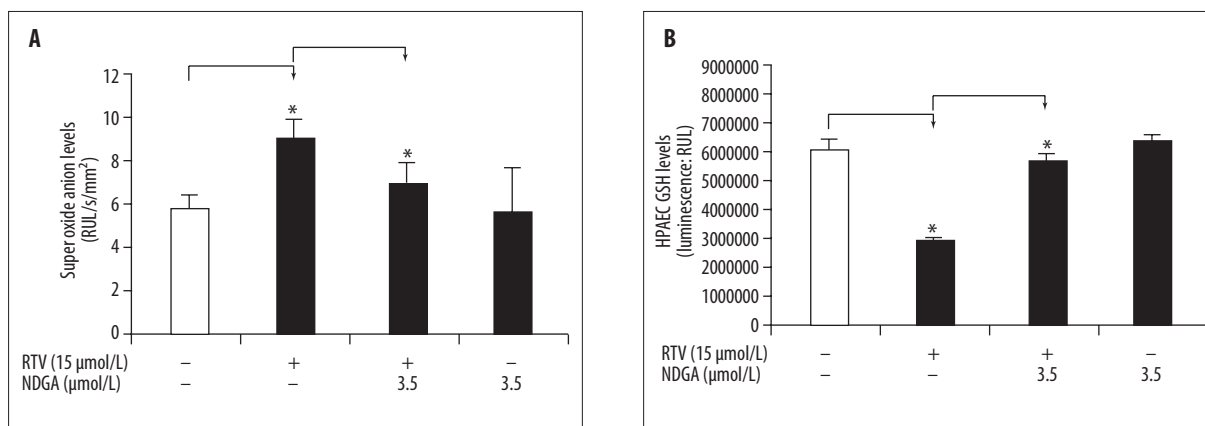 A
Super oxide anion levels
(RUL/s/mm²)
12
10
8
6
4
2
0
*
*
RTV (15 µmol/L) – + + –
NDGA (µmol/L) – – 3.5 3.5
B
HPAEC GSH levels
(luminescence: RUL)
9000000
8000000
7000000
6000000
5000000
4000000
3000000
2000000
1000000
0
*
*
RTV (15 µmol/L) – + + –
NDGA (µmol/L) – – 3.5 3.5